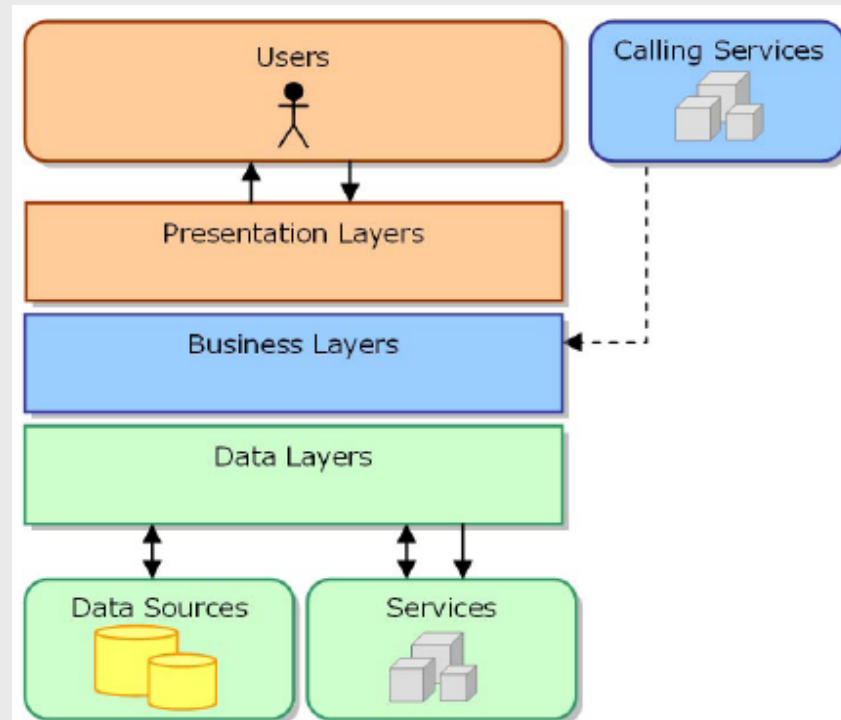 Users
Calling Services
Presentation Layers
Business Layers
Data Layers
Data Sources
Services